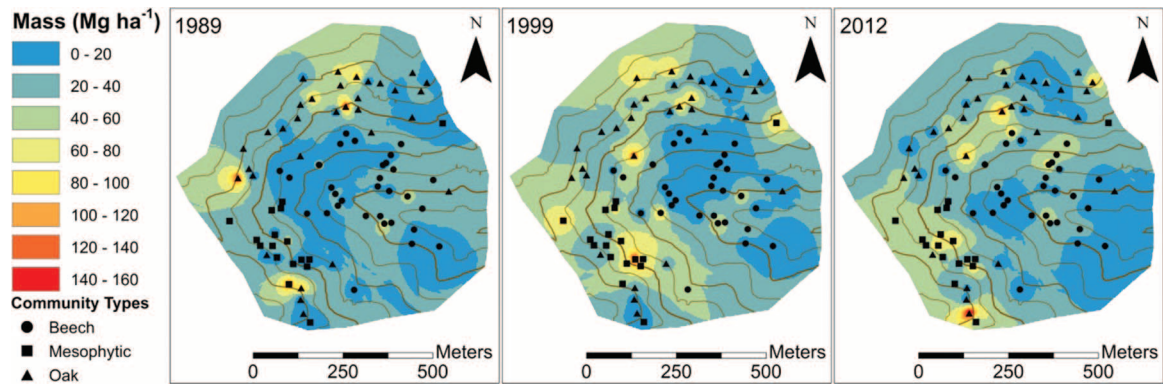 Mass (Mg ha⁻¹)
0 - 20
20 - 40
40 - 60
60 - 80
80 - 100
100 - 120
120 - 140
140 - 160
Community Types
Beech
Mesophytic
Oak
1989
N
Meters
0 250 500
1999
N
Meters
0 250 500
2012
N
Meters
0 250 500